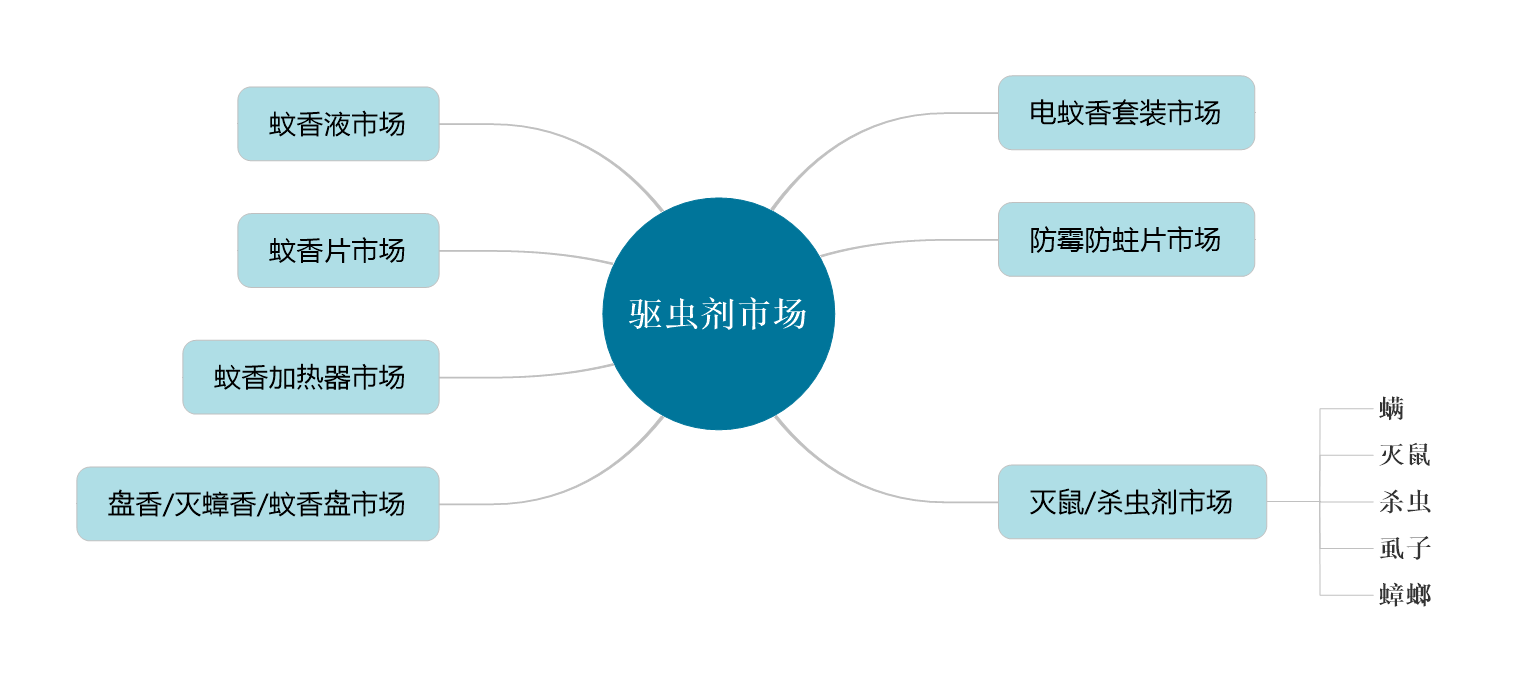 驱虫剂市场
蚊香液市场
蚊香片市场
蚊香加热器市场
盘香/灭蟑香/蚊香盘市场
电蚊香套装市场
防霉防蛀片市场
灭鼠/杀虫剂市场
螨
灭鼠
杀虫
虱子
蟑螂